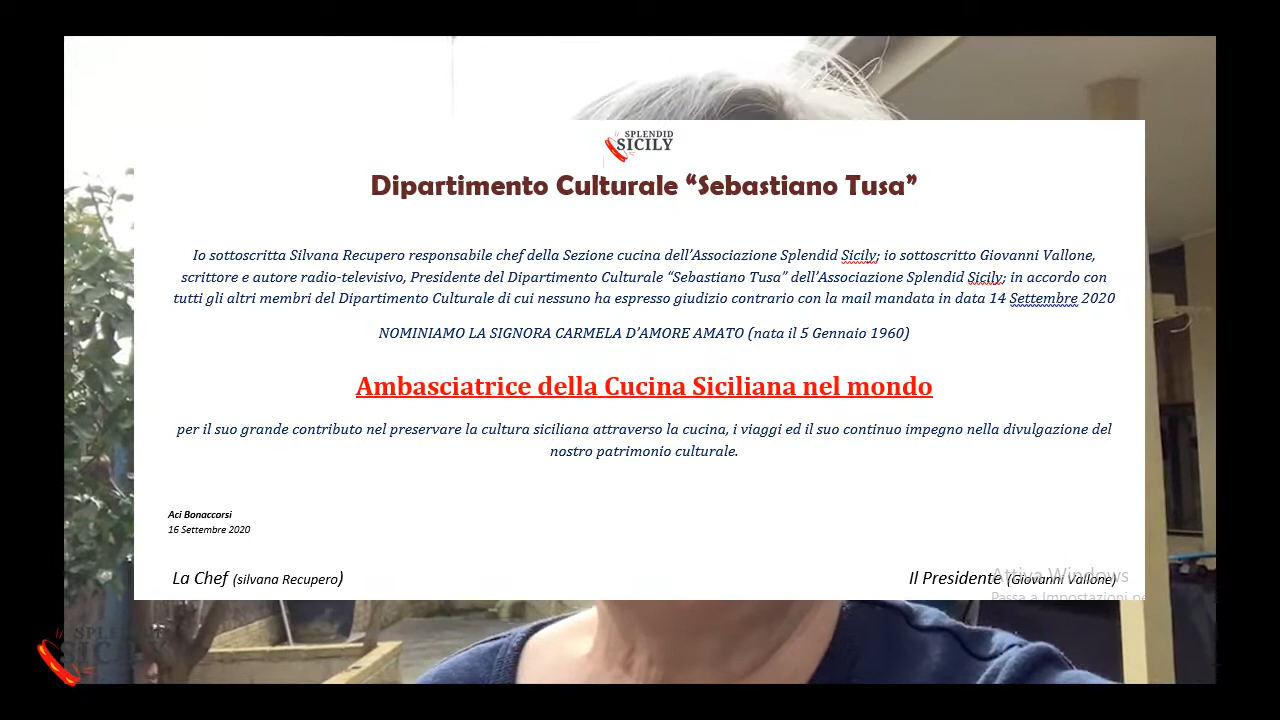 SPLENDID
SICILY
Dipartimento Culturale “Sebastiano Tusa”
Io sottoscritta Silvana Recupero responsabile chef della Sezione cucina dell’Associazione Splendid Sicily; io sottoscritto Giovanni Vallone,
scrittore e autore radio-televisivo, Presidente del Dipartimento Culturale “Sebastiano Tusa” dell’Associazione Splendid Sicily; in accordo con
tutti gli altri membri del Dipartimento Culturale di cui nessuno ha espresso giudizio contrario con la mail mandata in data 14 Settembre 2020
NOMINIAMO LA SIGNORA CARMELA D’AMORE AMATO (nata il 5 Gennaio 1960)
Ambasciatrice della Cucina Siciliana nel mondo
per il suo grande contributo nel preservare la cultura siciliana attraverso la cucina, i viaggi ed il suo continuo impegno nella divulgazione del
nostro patrimonio culturale.
Aci Bonaccorsi
16 Settembre 2020
La Chef (silvana Recupero)
Il Presidente (Giovanni Vallone)
Attiva Windows
Passa a Impostazioni pe
SPLENDID
SICILY